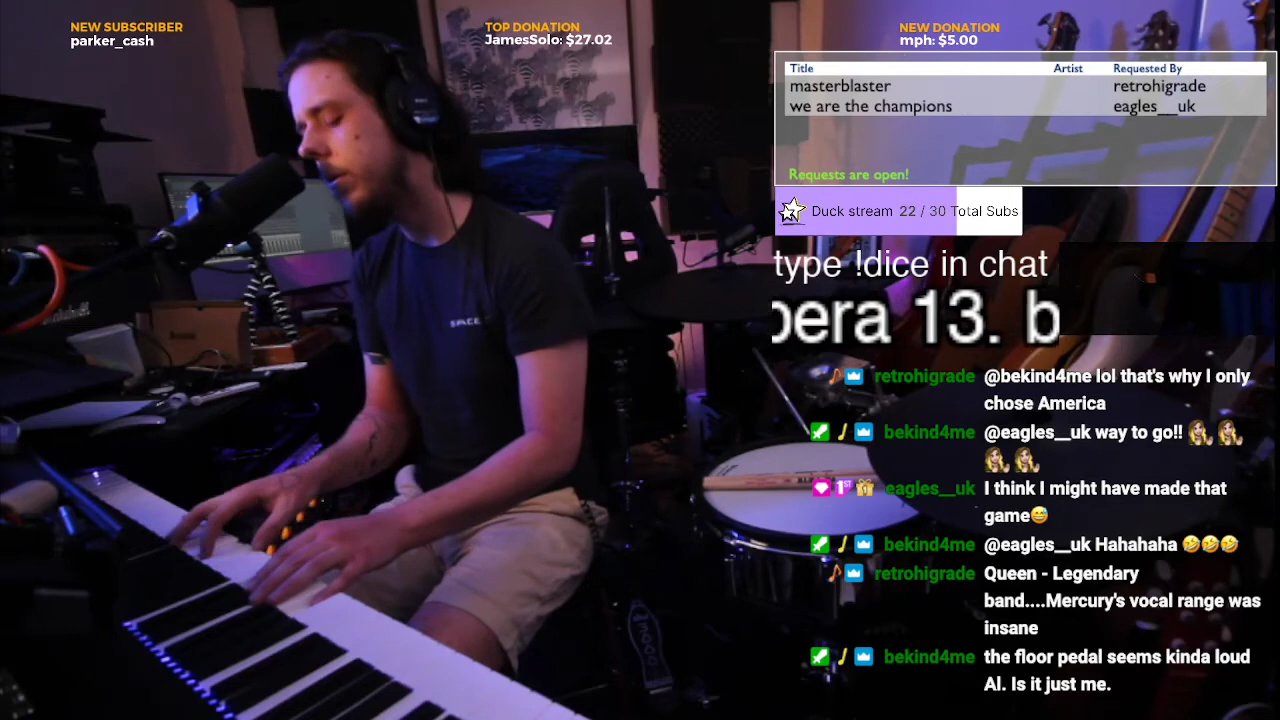 NEW SUBSCRIBER
parker_cash
TOP DONATION
JamesSolo: $27.02
NEW DONATION
mph: $5.00
Title Artist Requested By
masterblaster retrohigrade
we are the champions eagles__uk
Requests are open!
Duck stream 22 / 30 Total Subs
type !dice in chat
pera 13. b
retrohigrade @bekind4me lol that's why I only
chose America
bekind4me @eagles__uk way to go!!
1ST eagles__uk I think I might have made that
game😅
bekind4me @eagles__uk Hahahaha 🤣🤣🤣
retrohigrade Queen - Legendary
band....Mercury's vocal range was
insane
bekind4me the floor pedal seems kinda loud
Al. Is it just me.
SPACE
3000